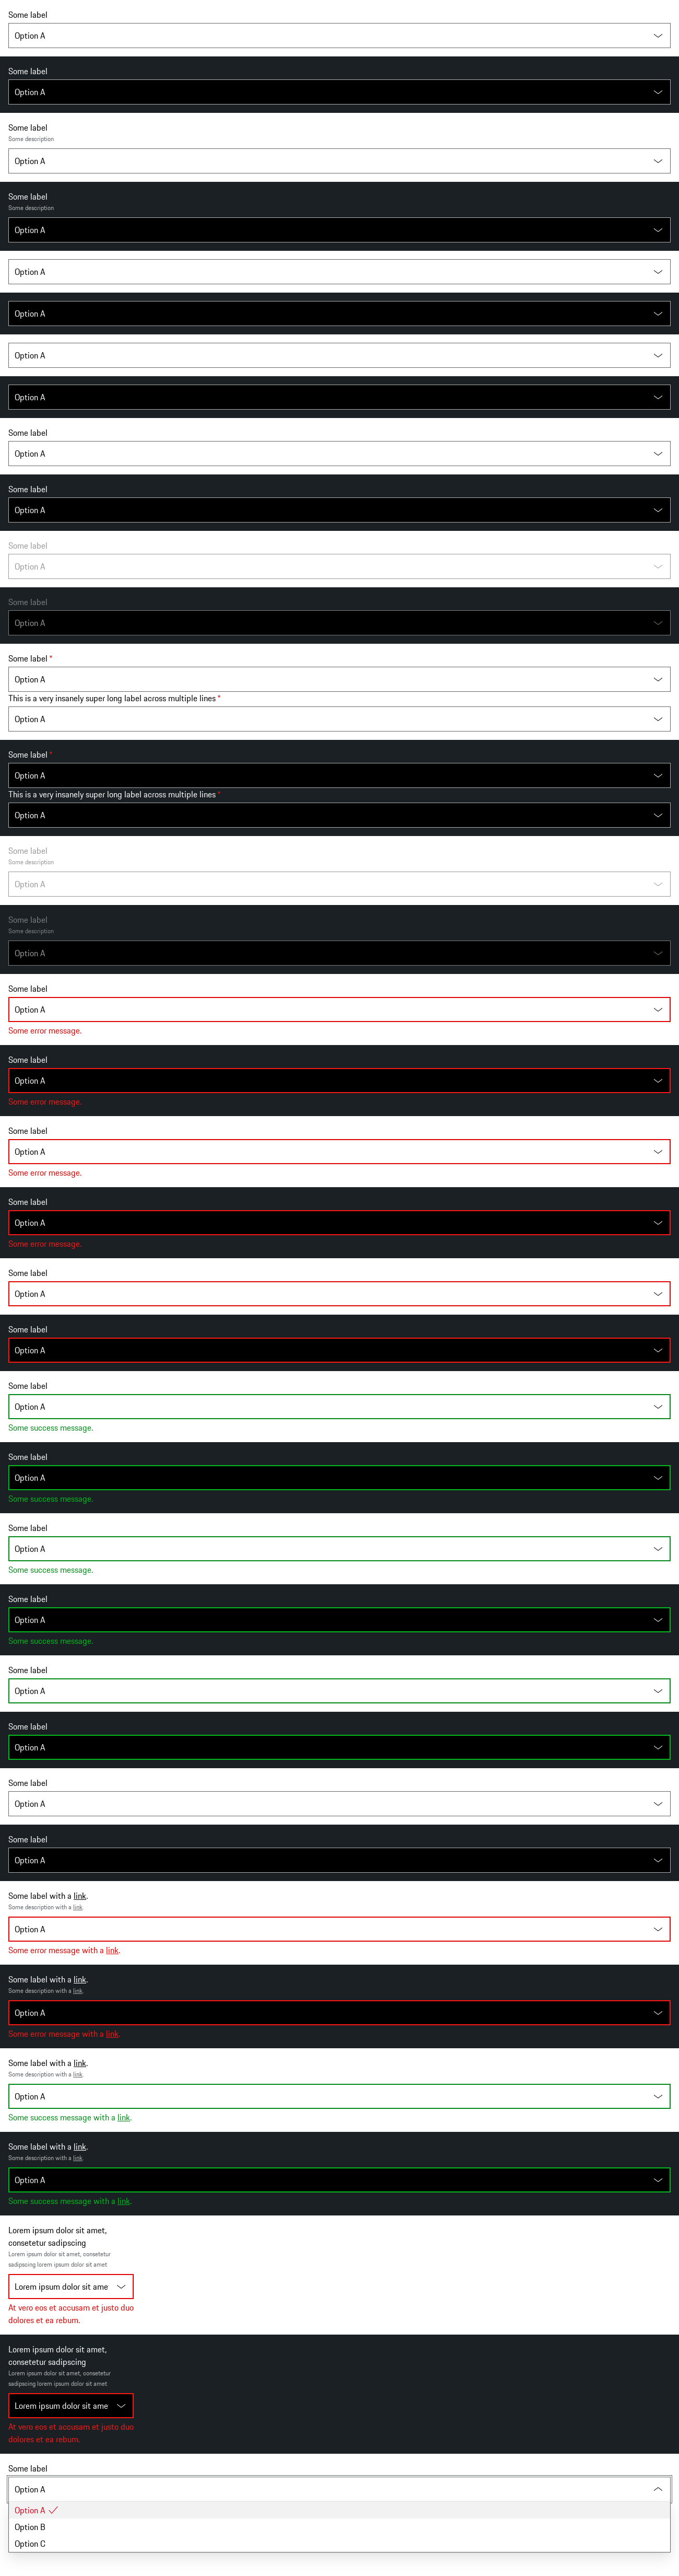 Some label
Option A
Some label
Option A
Some label
Some description
Option A
Some label
Some description
Option A
Option A
Option A
Option A
Option A
Some label
Option A
Some label
Option A
Some label
Option A
Some label
Option A
Some label *
Option A
This is a very insanely super long label across multiple lines *
Option A
Some label *
Option A
This is a very insanely super long label across multiple lines *
Option A
Some label
Some description
Option A
Some label
Some description
Option A
Some label
Option A
Some error message.
Some label
Option A
Some error message.
Some label
Option A
Some error message.
Some label
Option A
Some error message.
Some label
Option A
Some label
Option A
Some label
Option A
Some success message.
Some label
Option A
Some success message.
Some label
Option A
Some success message.
Some label
Option A
Some success message.
Some label
Option A
Some label
Option A
Some label
Option A
Some label
Option A
Some label with a link.
Some description with a link.
Option A
Some error message with a link.
Some label with a link.
Some description with a link.
Option A
Some error message with a link.
Some label with a link.
Some description with a link.
Option A
Some success message with a link.
Some label with a link.
Some description with a link.
Option A
Some success message with a link.
Lorem ipsum dolor sit amet,
consetetur sadipscing
Lorem ipsum dolor sit amet, consetetur
sadipscing lorem ipsum dolor sit amet
Lorem ipsum dolor sit ame
At vero eos et accusam et justo duo
dolores et ea rebum.
Lorem ipsum dolor sit amet,
consetetur sadipscing
Lorem ipsum dolor sit amet, consetetur
sadipscing lorem ipsum dolor sit amet
Lorem ipsum dolor sit ame
At vero eos et accusam et justo duo
dolores et ea rebum.
Some label
Option A
Option A
Option B
Option C